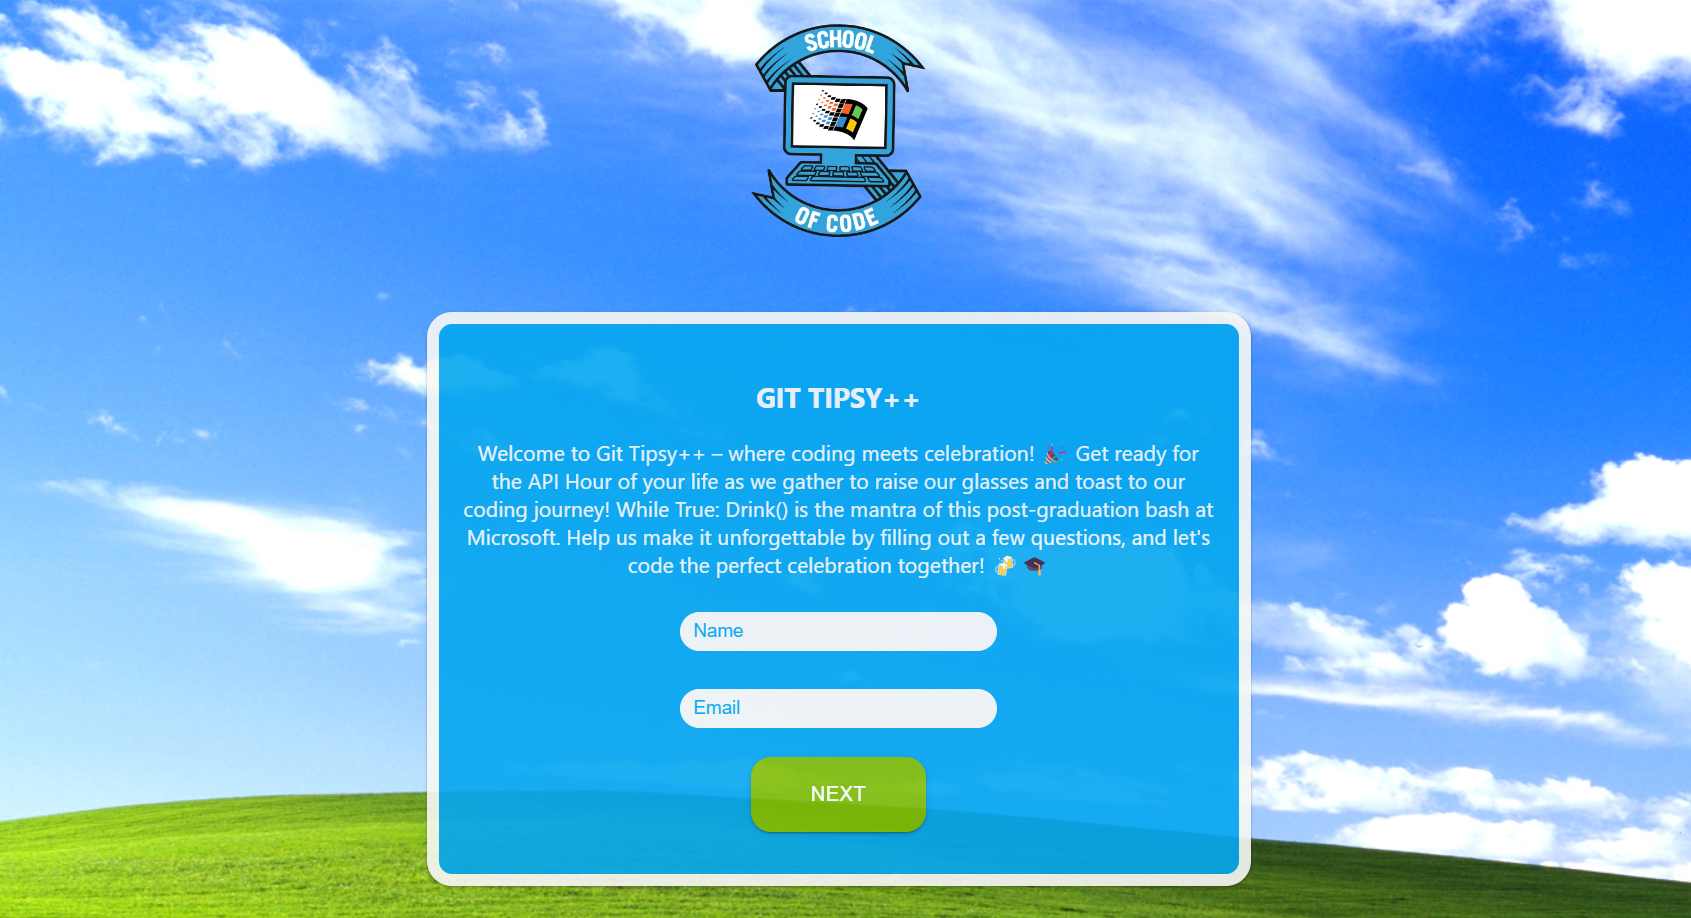 SCHOOL
OF CODE
GIT TIPSY++
Welcome to Git Tipsy++ – where coding meets celebration! 🎉 Get ready for
the API Hour of your life as we gather to raise our glasses and toast to our
coding journey! While True: Drink() is the mantra of this post-graduation bash at
Microsoft. Help us make it unforgettable by filling out a few questions, and let's
code the perfect celebration together! 🍻 🎓
Name
Email
NEXT